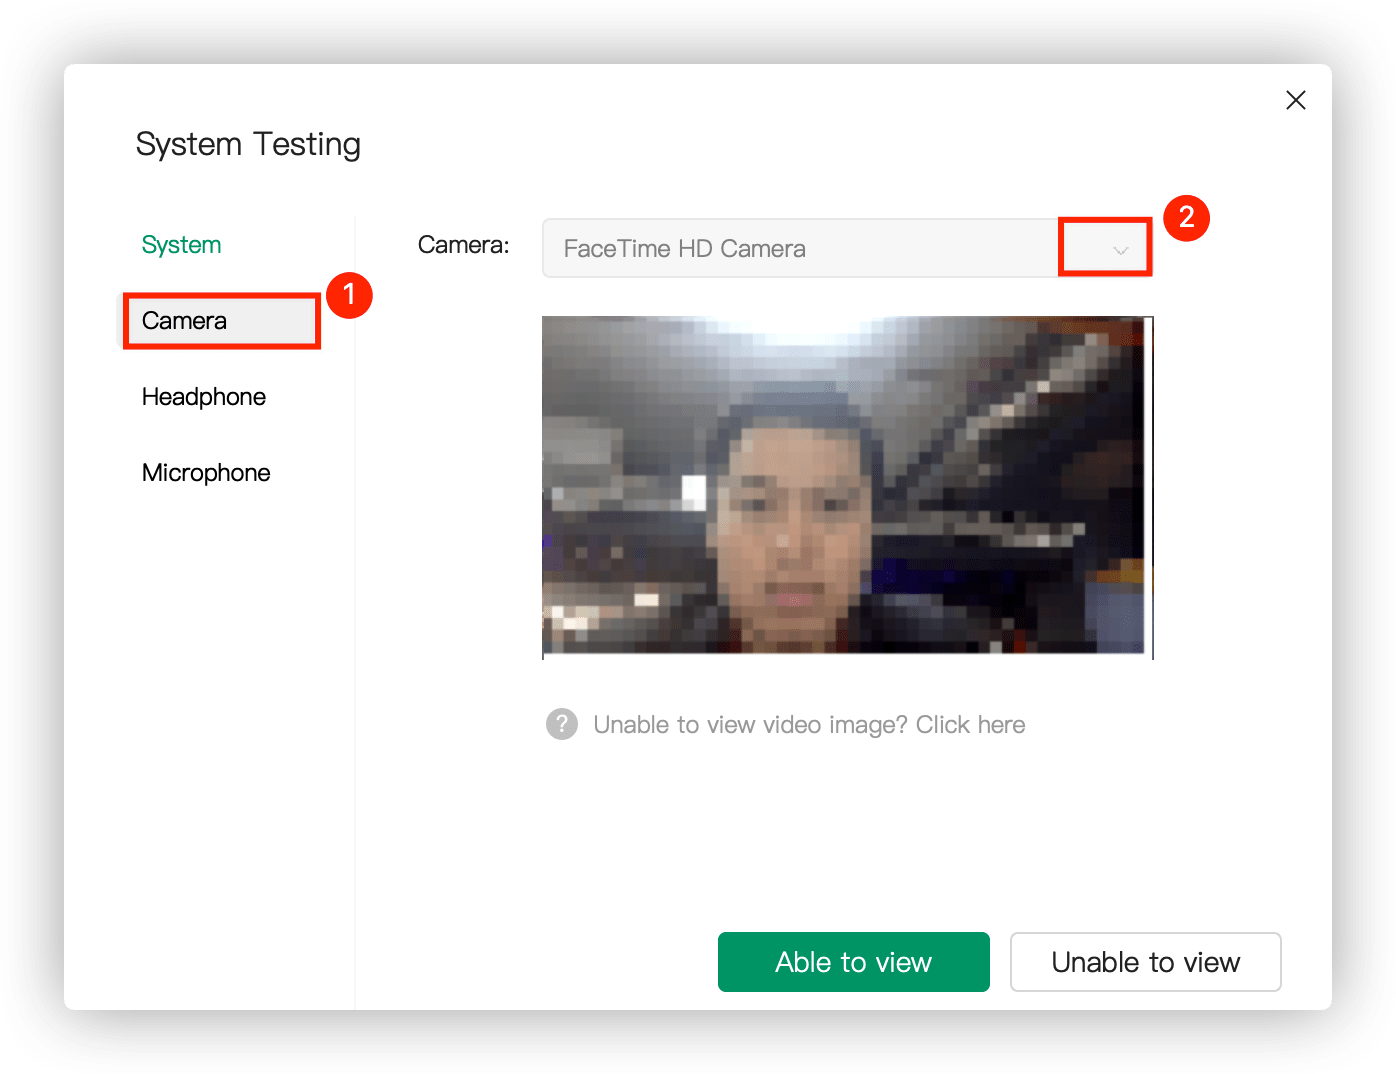 System Testing
System
Camera
1
Headphone
Microphone
Camera:
FaceTime HD Camera
2
? Unable to view video image? Click here
Able to view
Unable to view